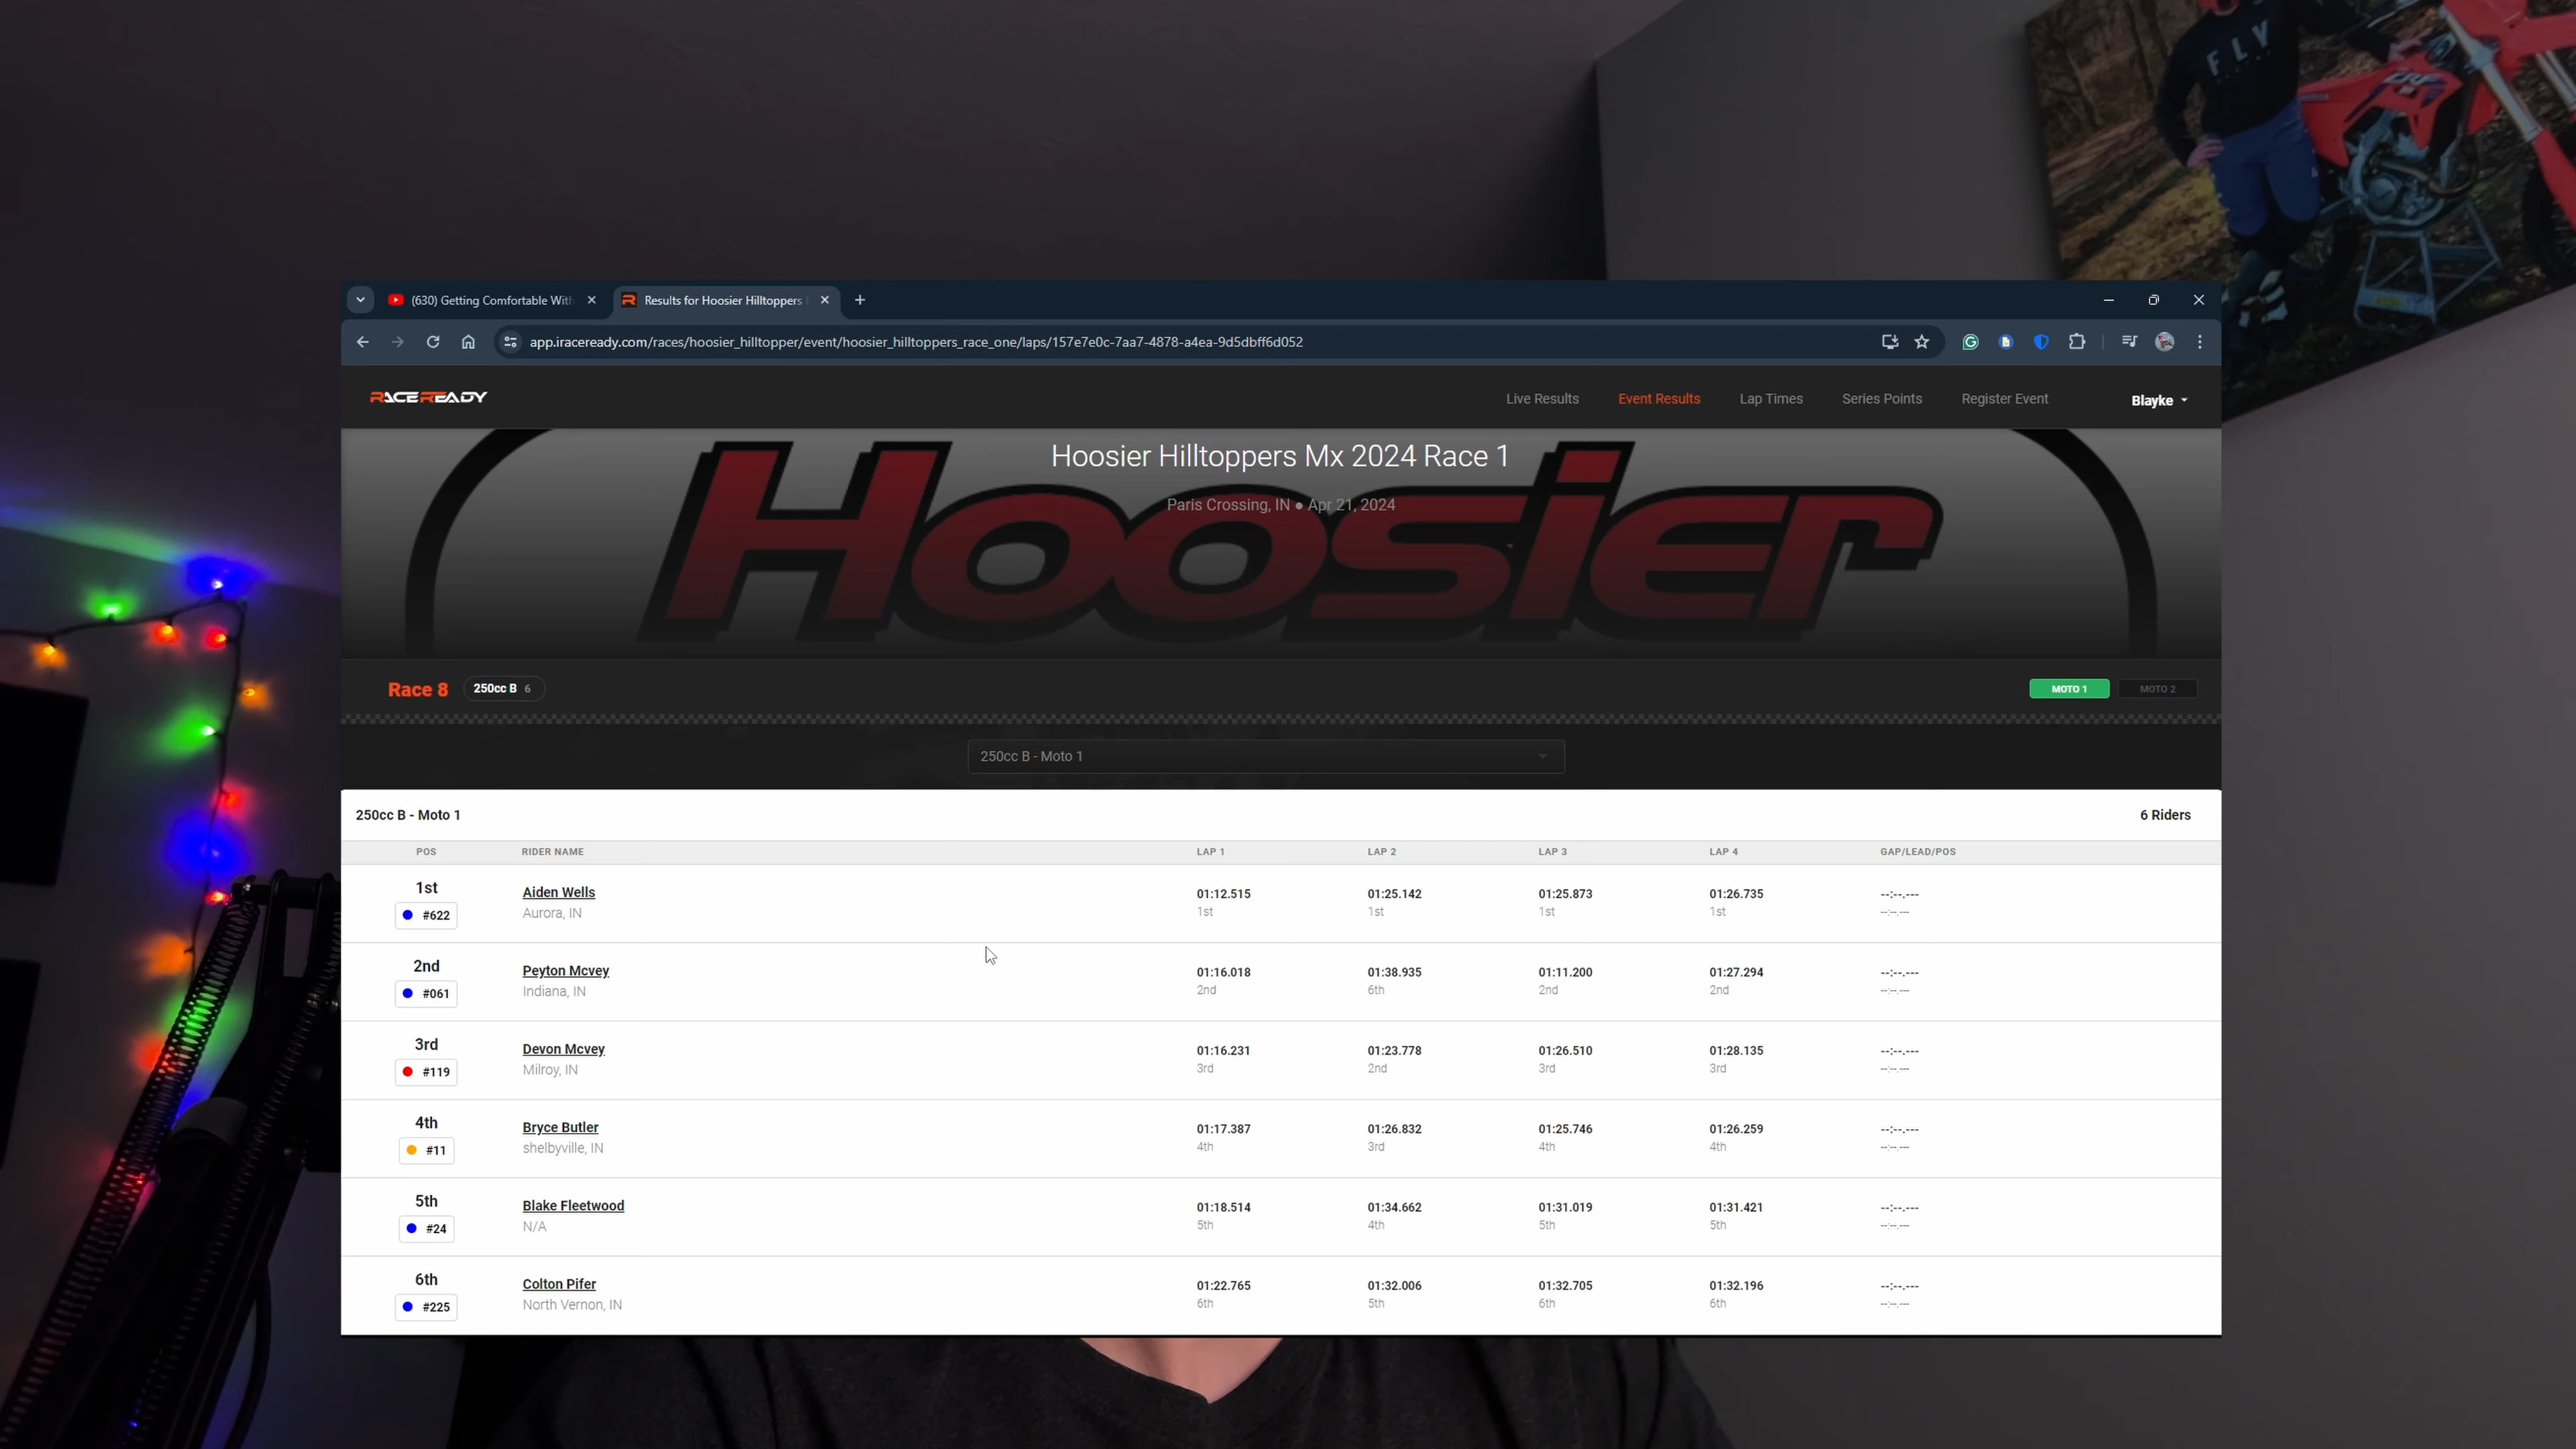 FLY
(630) Getting Comfortable With
Results for Hoosier Hilltoppers
app.iraceready.com/races/hoosier_hilltopper/event/hoosier_hilltoppers_race_one/laps/157e7e0c-7aa7-4878-a4ea-9d5dbff6d052
RACEREADY
Live Results Event Results Lap Times Series Points Register Event Blayke
Hoosier Hilltoppers Mx 2024 Race 1
Paris Crossing, IN ● Apr 21, 2024
Hoosier
Race 8 250cc B 6 MOTO 1 MOTO 2
250cc B - Moto 1
250cc B - Moto 1 6 Riders
POS RIDER NAME LAP 1 LAP 2 LAP 3 LAP 4 GAP/LEAD/POS
1st Aiden Wells 01:12.515 01:25.142 01:25.873 01:26.735 --:--.---
#622 Aurora, IN 1st 1st 1st 1st --:--.---
2nd Peyton Mcvey 01:16.018 01:38.935 01:11.200 01:27.294 --:--.---
#061 Indiana, IN 2nd 6th 2nd 2nd --:--.---
3rd Devon Mcvey 01:16.231 01:23.778 01:26.510 01:28.135 --:--.---
#119 Milroy, IN 3rd 2nd 3rd 3rd --:--.---
4th Bryce Butler 01:17.387 01:26.832 01:25.746 01:26.259 --:--.---
#11 shelbyville, IN 4th 3rd 4th 4th --:--.---
5th Blake Fleetwood 01:18.514 01:34.662 01:31.019 01:31.421 --:--.---
#24 N/A 5th 4th 5th 5th --:--.---
6th Colton Pifer 01:22.765 01:32.006 01:32.705 01:32.196 --:--.---
#225 North Vernon, IN 6th 5th 6th 6th --:--.---